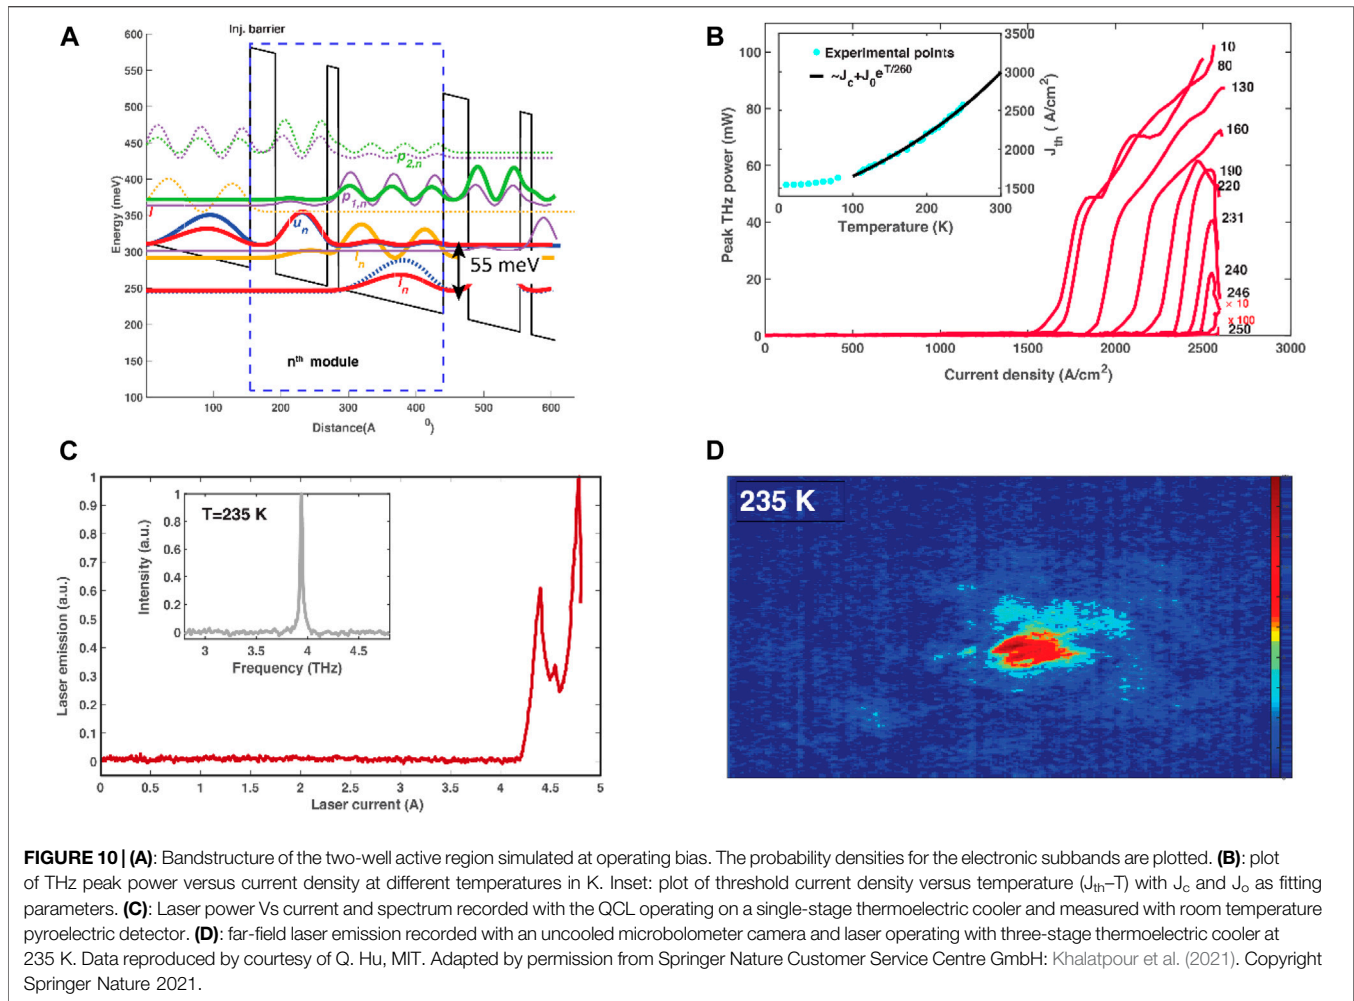 A
Inj. barrier
Energy (meV)
600
550
500
450
400
350
300
250
200
150
100
p2,n
p1,n
i
un
ln
in
55 meV
nth module
100
200
300
400
500
600
Distance(A 0)
B
Peak THz power (mW)
100
80
60
40
20
0
Experimental points
~Jc+J0eT/260
3500
3000
2500
2000
1500
Jth ( A/cm2)
0
100
200
300
Temperature (K)
10
80
130
160
190
220
231
240
246
× 10
× 100
250
0
500
1000
1500
2000
2500
3000
Current density (A/cm2)
C
Laser emission (a.u.)
1
0.9
0.8
0.7
0.6
0.5
0.4
0.3
0.2
0.1
0
T=235 K
Intensity (a.u.)
1
0.8
0.6
0.4
0.2
0
3
3.5
4
4.5
Frequency (THz)
0
0.5
1
1.5
2
2.5
3
3.5
4
4.5
5
Laser current (A)
D
235 K
FIGURE 10 | (A): Bandstructure of the two-well active region simulated at operating bias. The probability densities for the electronic subbands are plotted. (B): plot
of THz peak power versus current density at different temperatures in K. Inset: plot of threshold current density versus temperature (Jth–T) with Jc and Jo as fitting
parameters. (C): Laser power Vs current and spectrum recorded with the QCL operating on a single-stage thermoelectric cooler and measured with room temperature
pyroelectric detector. (D): far-field laser emission recorded with an uncooled microbolometer camera and laser operating with three-stage thermoelectric cooler at
235 K. Data reproduced by courtesy of Q. Hu, MIT. Adapted by permission from Springer Nature Customer Service Centre GmbH: Khalatpour et al. (2021). Copyright
Springer Nature 2021.